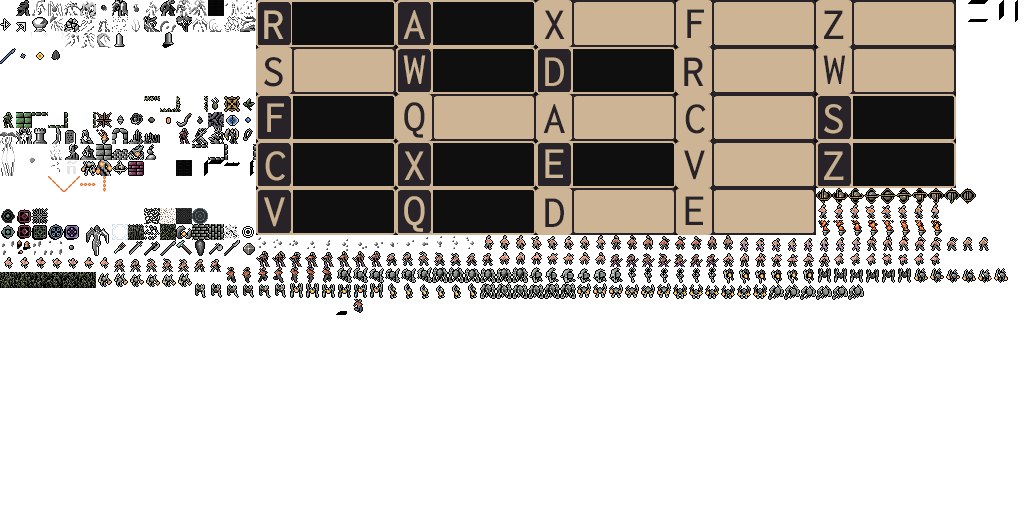 R A X F Z
S W D R W
F Q A C S
C X E V Z
V Q D E